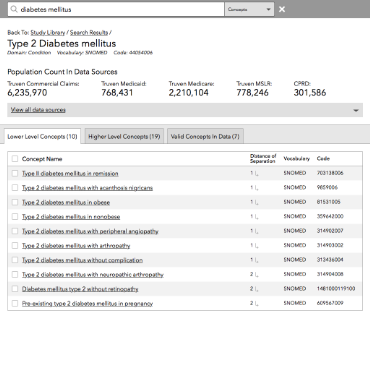 diabetes mellitus Concepts
Back To: Study Library / Search Results /
Type 2 Diabetes mellitus
Domain: Condition Vocabulary: SNOMED Code: 44054006
Population Count In Data Sources
Truven Commercial Claims: Truven Medicaid: Truven Medicare: Truven MSLR: CPRD:
6,235,970 768,431 2,210,104 778,246 301,586
View all data sources
Lower Level Concepts (10) Higher Level Concepts (19) Valid Concepts In Data (7)
Concept Name Distance of Separation Vocabulary Code
Type II diabetes mellitus in remission 1 SNOMED 703138006
Type 2 diabetes mellitus with acanthosis nigricans 1 SNOMED 9859006
Type 2 diabetes mellitus in obese 1 SNOMED 81531005
Type 2 diabetes mellitus in nonobese 1 SNOMED 359642000
Type 2 diabetes mellitus with peripheral angiopathy 1 SNOMED 314902007
Type 2 diabetes mellitus with arthropathy 1 SNOMED 314903002
Type 2 diabetes mellitus without complication 1 SNOMED 313436004
Type 2 diabetes mellitus with neuropathic arthropathy 2 SNOMED 314904008
Diabetes mellitus type 2 without retinopathy 2 SNOMED 1481000119100
Pre-existing type 2 diabetes mellitus in pregnancy 2 SNOMED 609567009